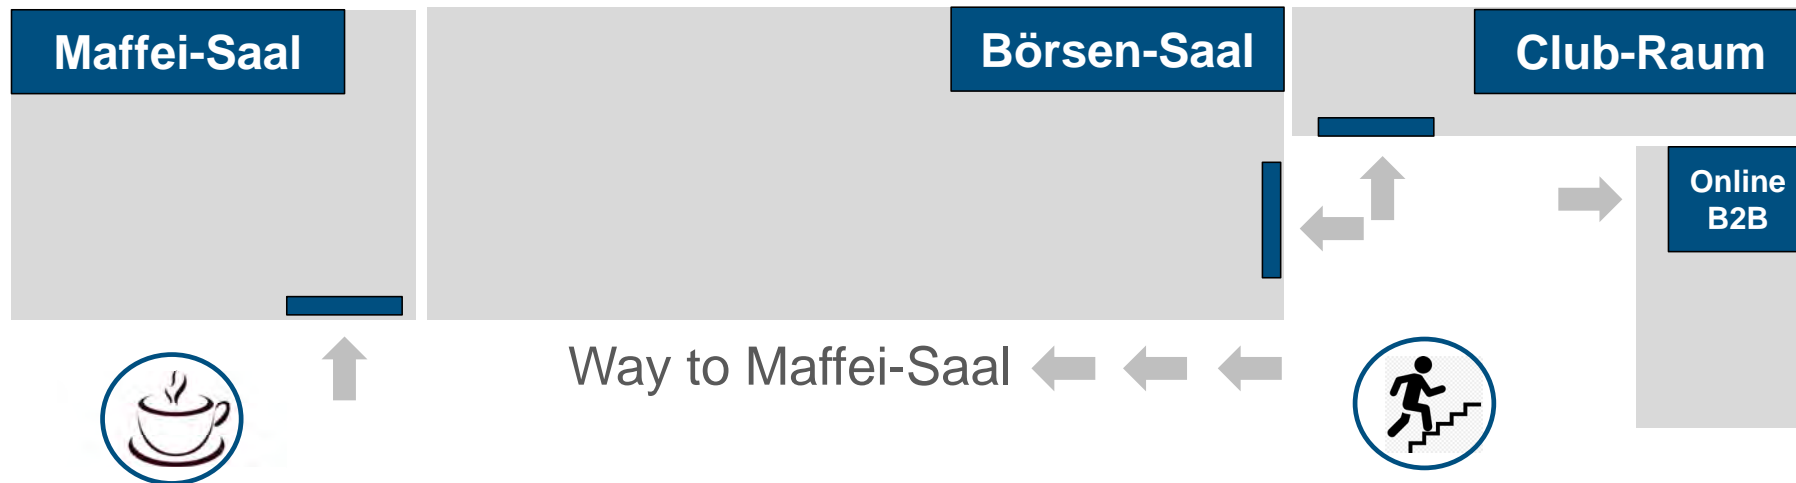 Maffei-Saal
Börsen-Saal
Club-Raum
Online
B2B
Way to Maffei-Saal